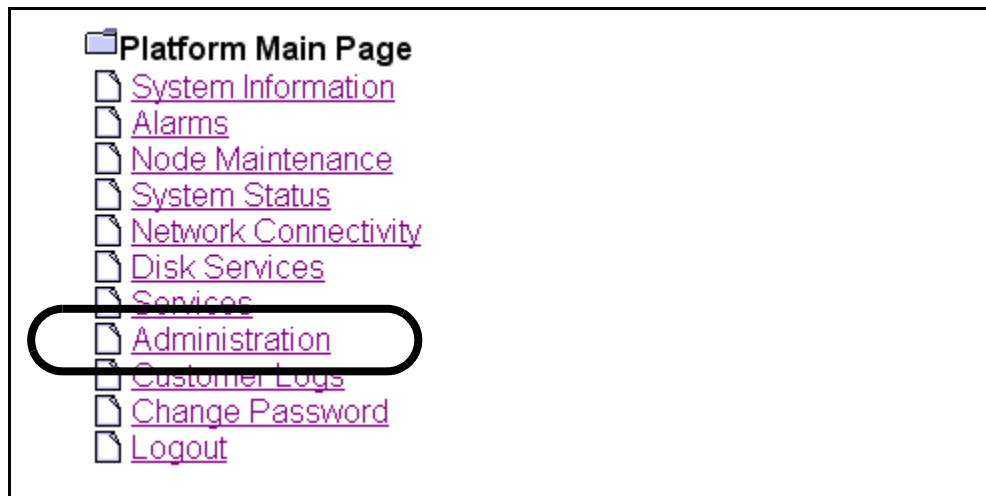 Platform Main Page
System Information
Alarms
Node Maintenance
System Status
Network Connectivity
Disk Services
Services
Administration
Customer Logs
Change Password
Logout